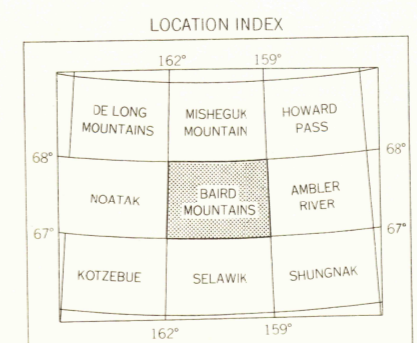 LOCATION INDEX
162° 159°
DE LONG
MOUNTAINS
MISHEGUK
MOUNTAIN
HOWARD
PASS
68° 68°
NOATAK
BAIRD
MOUNTAINS
AMBLER
RIVER
67° 67°
KOTZEBUE
SELAWIK
SHUNGNAK
162° 159°